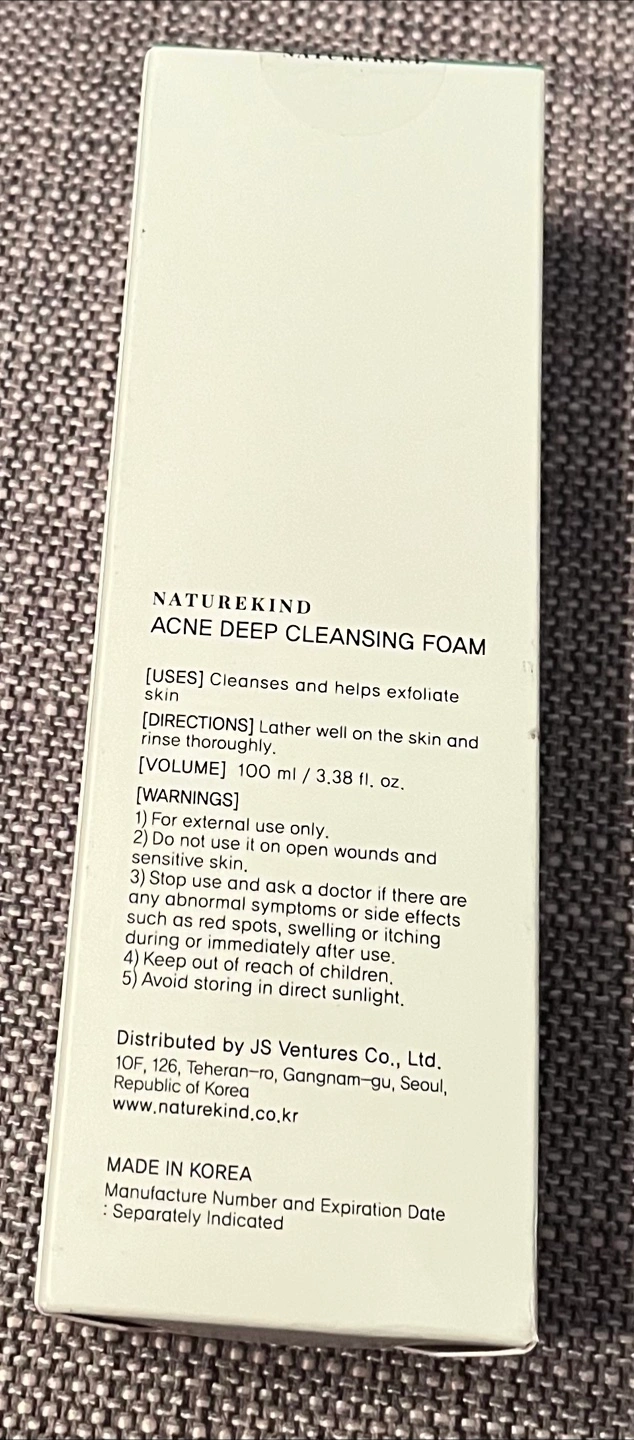 NATUREKIND
NATUREKIND
ACNE DEEP CLEANSING FOAM
[USES] Cleanses and helps exfoliate
skin
[DIRECTIONS] Lather well on the skin and
rinse thoroughly.
[VOLUME] 100 ml / 3.38 fl. oz.
[WARNINGS]
1) For external use only.
2) Do not use it on open wounds and
sensitive skin.
3) Stop use and ask a doctor if there are
any abnormal symptoms or side effects
such as red spots, swelling or itching
during or immediately after use.
4) Keep out of reach of children.
5) Avoid storing in direct sunlight.
Distributed by JS Ventures Co., Ltd.
10F, 126, Teheran-ro, Gangnam-gu, Seoul,
Republic of Korea
www.naturekind.co.kr
MADE IN KOREA
Manufacture Number and Expiration Date
: Separately Indicated